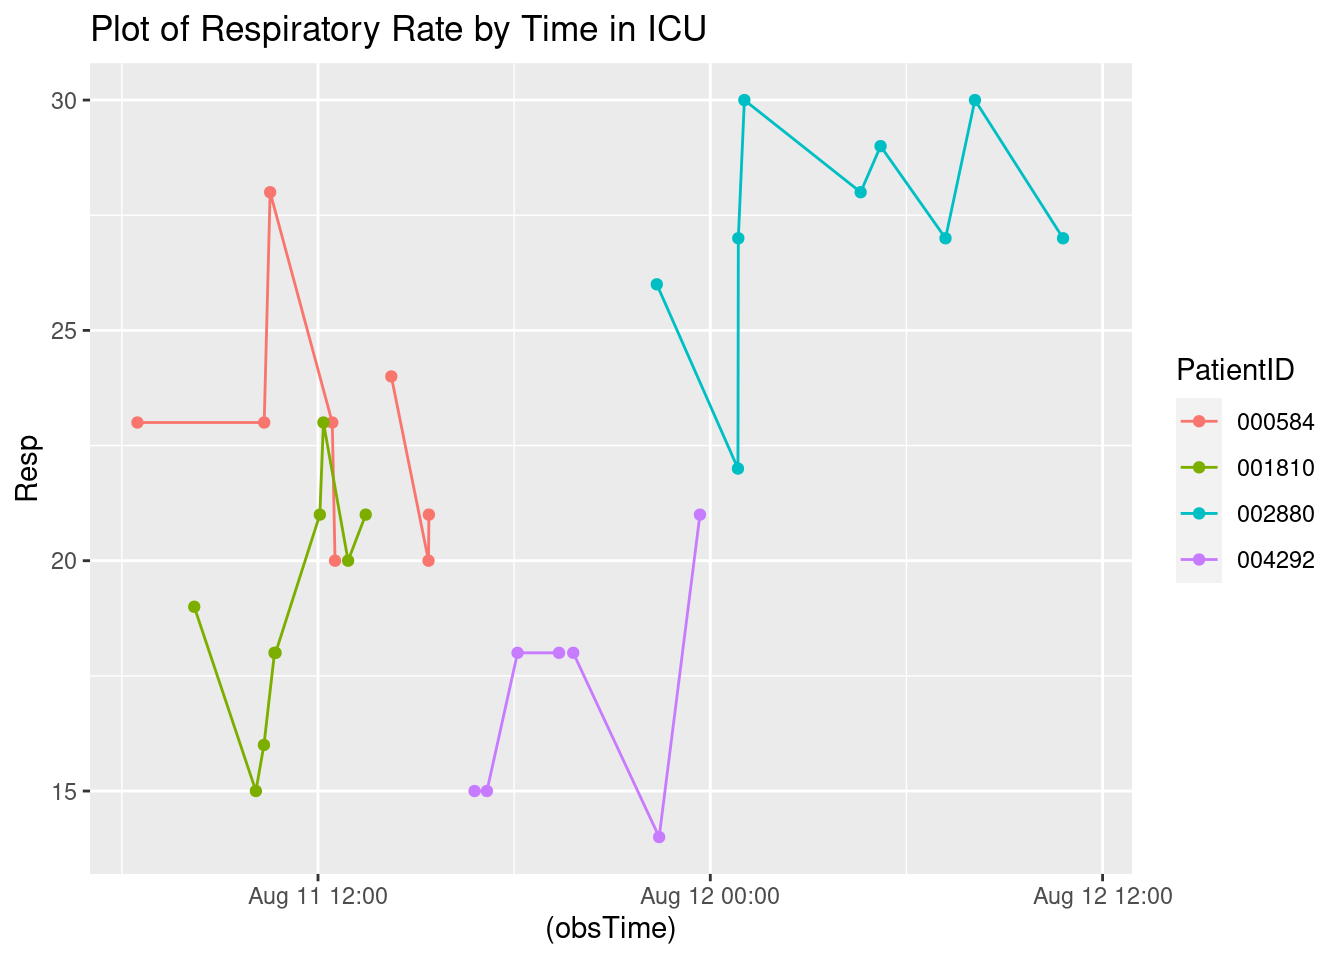 Plot of Respiratory Rate by Time in ICU
30
25
20
15
Resp
Aug 11 12:00
Aug 12 00:00
Aug 12 12:00
(obsTime)
PatientID
000584
001810
002880
004292